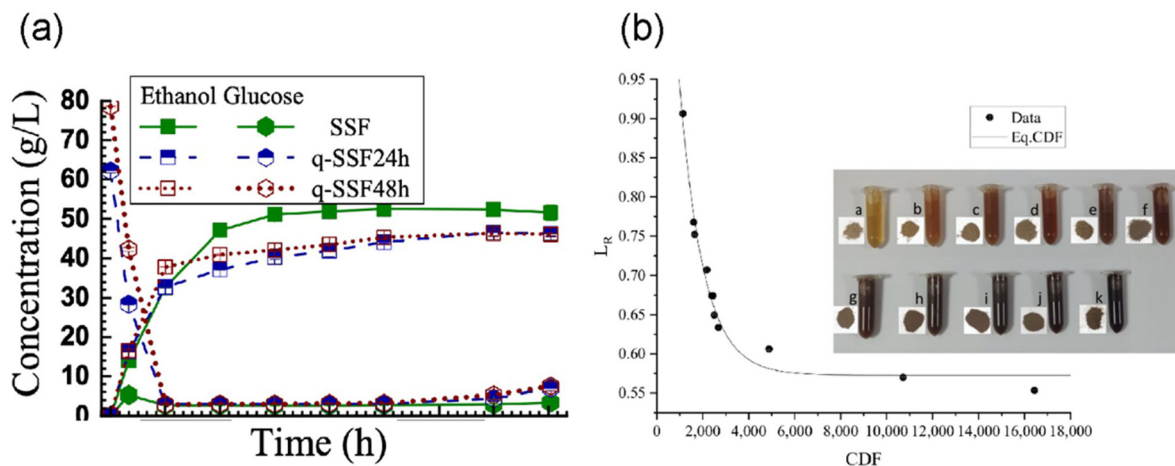 (a)
Concentration (g/L)
80
70
60
50
40
30
20
10
0
Ethanol Glucose
SSF
q-SSF24h
q-SSF48h
Time (h)
(b)
L_R
0.95
0.90
0.85
0.80
0.75
0.70
0.65
0.60
0.55
Data
Eq.CDF
a b c d e f
g h i j k
0 2,000 4,000 6,000 8,000 10,000 12,000 14,000 16,000 18,000
CDF